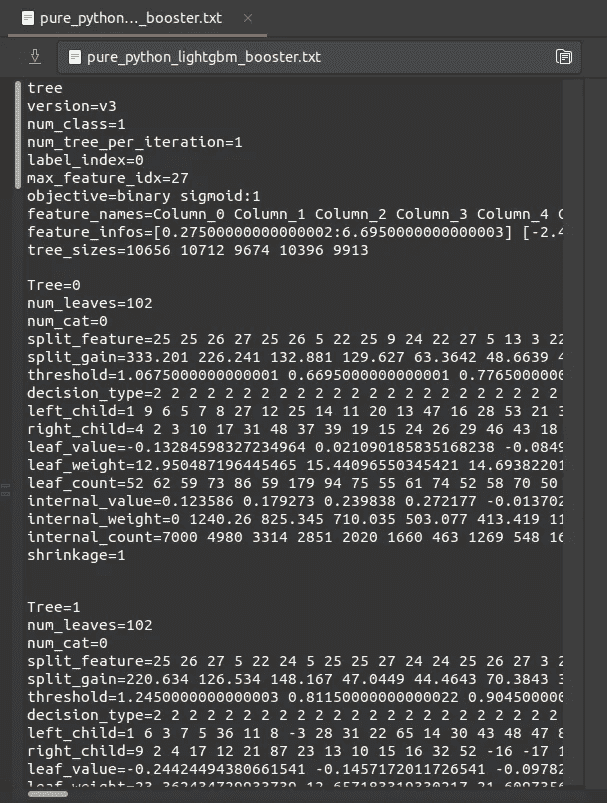 pure_python..._booster.txt
pure_python_lightgbm_booster.txt
tree
version=v3
num_class=1
num_tree_per_iteration=1
label_index=0
max_feature_idx=27
objective=binary sigmoid:1
feature_names=Column_0 Column_1 Column_2 Column_3 Column_4 C
feature_infos=[0.27500000000000002:6.6950000000000003] [-2.4
tree_sizes=10656 10712 9674 10396 9913
Tree=0
num_leaves=102
num_cat=0
split_feature=25 25 26 27 25 26 5 22 25 9 24 22 27 5 13 3 22
split_gain=333.201 226.241 132.881 129.627 63.3642 48.6639 4
threshold=1.0675000000000001 0.6695000000000001 0.7765000000
decision_type=2 2 2 2 2 2 2 2 2 2 2 2 2 2 2 2 2 2 2 2 2 2 2
left_child=1 9 6 5 7 8 27 12 25 14 11 20 13 47 16 28 53 21 3
right_child=4 2 3 10 17 31 48 37 39 19 15 24 26 29 46 43 18
leaf_value=-0.13284598327234964 0.021090185835168238 -0.0849
leaf_weight=12.950487196445465 15.44096550345421 14.69382201
leaf_count=52 62 59 73 86 59 179 94 75 55 61 74 52 58 70 50
internal_value=0.123586 0.179273 0.239838 0.272177 -0.013702
internal_weight=0 1240.26 825.345 710.035 503.077 413.419 11
internal_count=7000 4980 3314 2851 2020 1660 463 1269 548 16
shrinkage=1
Tree=1
num_leaves=102
num_cat=0
split_feature=25 26 27 5 22 24 5 25 25 27 24 24 25 26 27 3 2
split_gain=220.634 126.534 148.167 47.0449 44.4643 70.3843 3
threshold=1.2450000000000003 0.81150000000000022 0.904500000
decision_type=2 2 2 2 2 2 2 2 2 2 2 2 2 2 2 2 2 2 2 2 2 2 2
left_child=1 6 3 7 5 36 11 8 -3 28 31 22 65 14 30 43 48 47 8
right_child=9 2 4 17 12 21 87 23 13 10 15 16 32 52 -16 -17 1
leaf_value=-0.24424494380661541 -0.1457172011726541 -0.09782